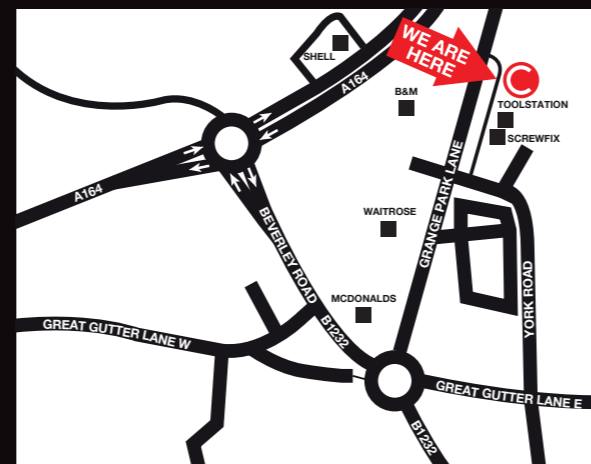 WE ARE
HERE
C
SHELL
A164
B&M
TOOLSTATION
SCREWFIX
A164
GRANGE PARK LANE
WAITROSE
BEVERLEY ROAD
MCDONALDS
YORK ROAD
GREAT GUTTER LANE W
B1232
GREAT GUTTER LANE E
B1232